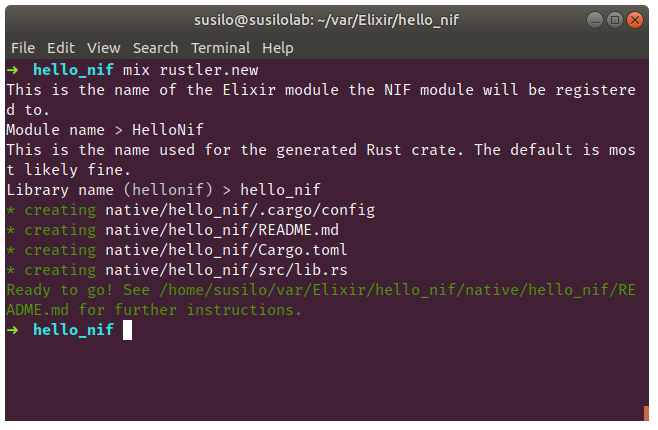 susilo@susilolab: ~/var/Elixir/hello_nif
File Edit View Search Terminal Help
➜ hello_nif mix rustler.new
This is the name of the Elixir module the NIF module will be registere
d to.
Module name > HelloNif
This is the name used for the generated Rust crate. The default is mos
t likely fine.
Library name (hellonif) > hello_nif
* creating native/hello_nif/.cargo/config
* creating native/hello_nif/README.md
* creating native/hello_nif/Cargo.toml
* creating native/hello_nif/src/lib.rs
Ready to go! See /home/susilo/var/Elixir/hello_nif/native/hello_nif/RE
ADME.md for further instructions.
➜ hello_nif